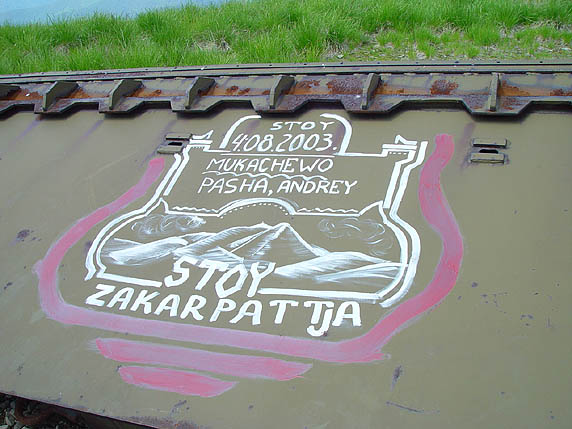 STOY
4.08.2003.
MUKACHEWO
PASHA, ANDREY
STOY
ZAKARPATTJA